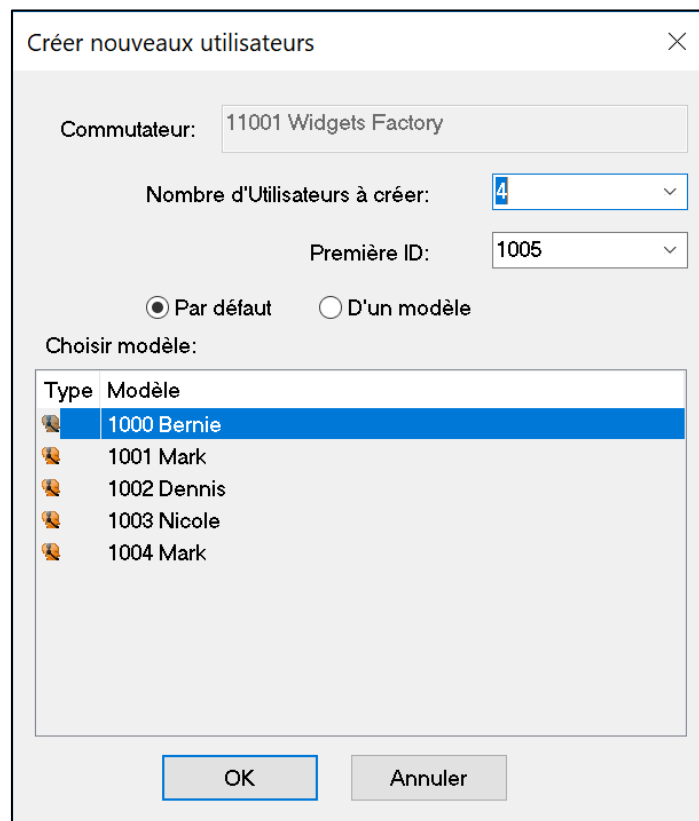 Créer nouveaux utilisateurs
Commutateur: 11001 Widgets Factory
Nombre d'Utilisateurs à créer: 4
Première ID: 1005
Par défaut D'un modèle
Choisir modèle:
Type Modèle
1000 Bernie
1001 Mark
1002 Dennis
1003 Nicole
1004 Mark
OK Annuler